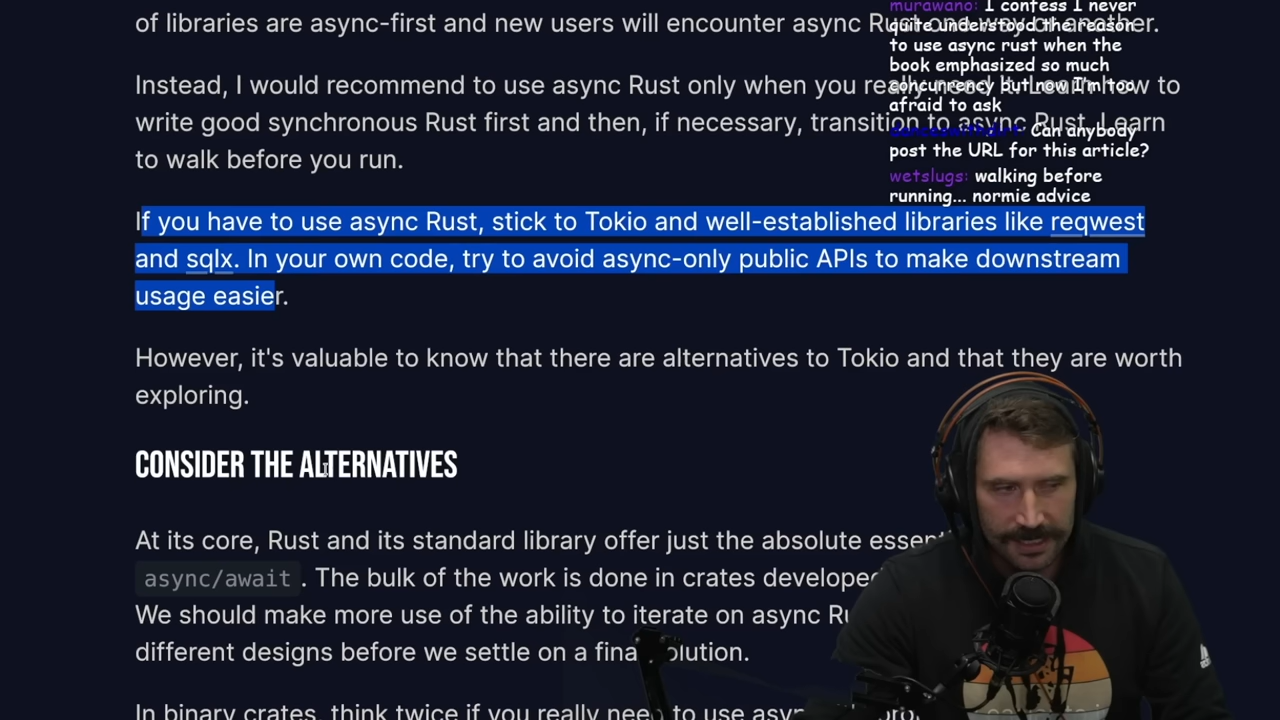 of libraries are async-first and new users will encounter async Rust one way or another.
Instead, I would recommend to use async Rust only when you really need it. Learn how to
write good synchronous Rust first and then, if necessary, transition to async Rust. Learn
to walk before you run.
If you have to use async Rust, stick to Tokio and well-established libraries like reqwest
and sqlx. In your own code, try to avoid async-only public APIs to make downstream
usage easier.
However, it's valuable to know that there are alternatives to Tokio and that they are worth
exploring.
CONSIDER THE ALTERNATIVES
At its core, Rust and its standard library offer just the absolute
async/await. The bulk of the work is done in crates
We should make more use of the ability to iterate on async
different designs before we settle on a
In binary crates, think twice if you really need to use
murawano: I confess I never
quite understood the reason
to use async rust when the
book emphasized so much
concurrency but now I'm too
afraid to ask
Can anybody
post the URL for this article?
wetslugs: walking before
running... normie advice